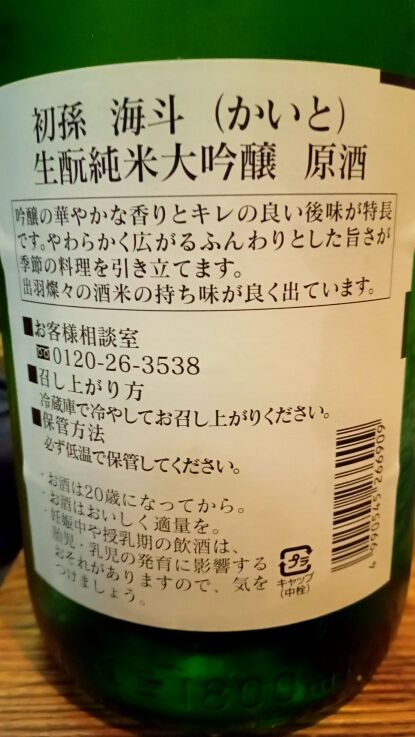 初孫 海斗 (かいと)
生酛純米大吟醸 原酒
吟醸の華やかな香りとキレの良い後味が特長
です。やわらかく広がるふんわりとした旨さが
季節の料理を引き立てます。
出羽燦々の酒米の持ち味が良く出ています。
■お客様相談室
0120-26-3538
■召し上がり方
冷蔵庫で冷やしてお召し上がりください。
■保管方法
必ず低温で保管してください。
・お酒は20歳になってから。
・お酒はおいしく適量を。
・妊娠中や授乳期の飲酒は、
胎児・乳児の発育に影響する
おそれがありますので、気を
つけましょう。
プラ
キャップ
(中栓)
4 990545 266909
1800ml